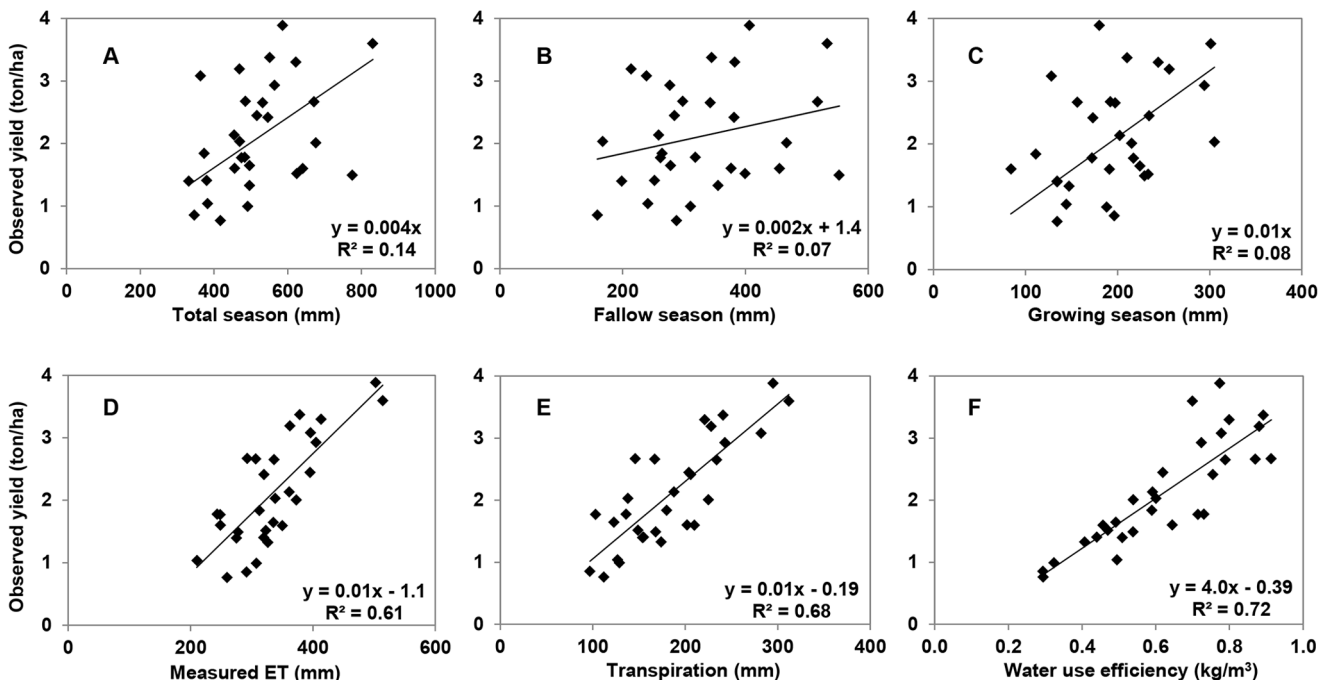 Observed yield (ton/ha)
4
3
2
1
0
A
y = 0.004x
R² = 0.14
0 200 400 600 800 1000
Total season (mm)
4
3
2
1
0
B
y = 0.002x + 1.4
R² = 0.07
0 200 400 600
Fallow season (mm)
4
3
2
1
0
C
y = 0.01x
R² = 0.08
0 100 200 300 400
Growing season (mm)
Observed yield (ton/ha)
4
3
2
1
0
D
y = 0.01x - 1.1
R² = 0.61
0 200 400 600
Measured ET (mm)
4
3
2
1
0
E
y = 0.01x - 0.19
R² = 0.68
0 100 200 300 400
Transpiration (mm)
4
3
2
1
0
F
y = 4.0x - 0.39
R² = 0.72
0.0 0.2 0.4 0.6 0.8 1.0
Water use efficiency (kg/m³)